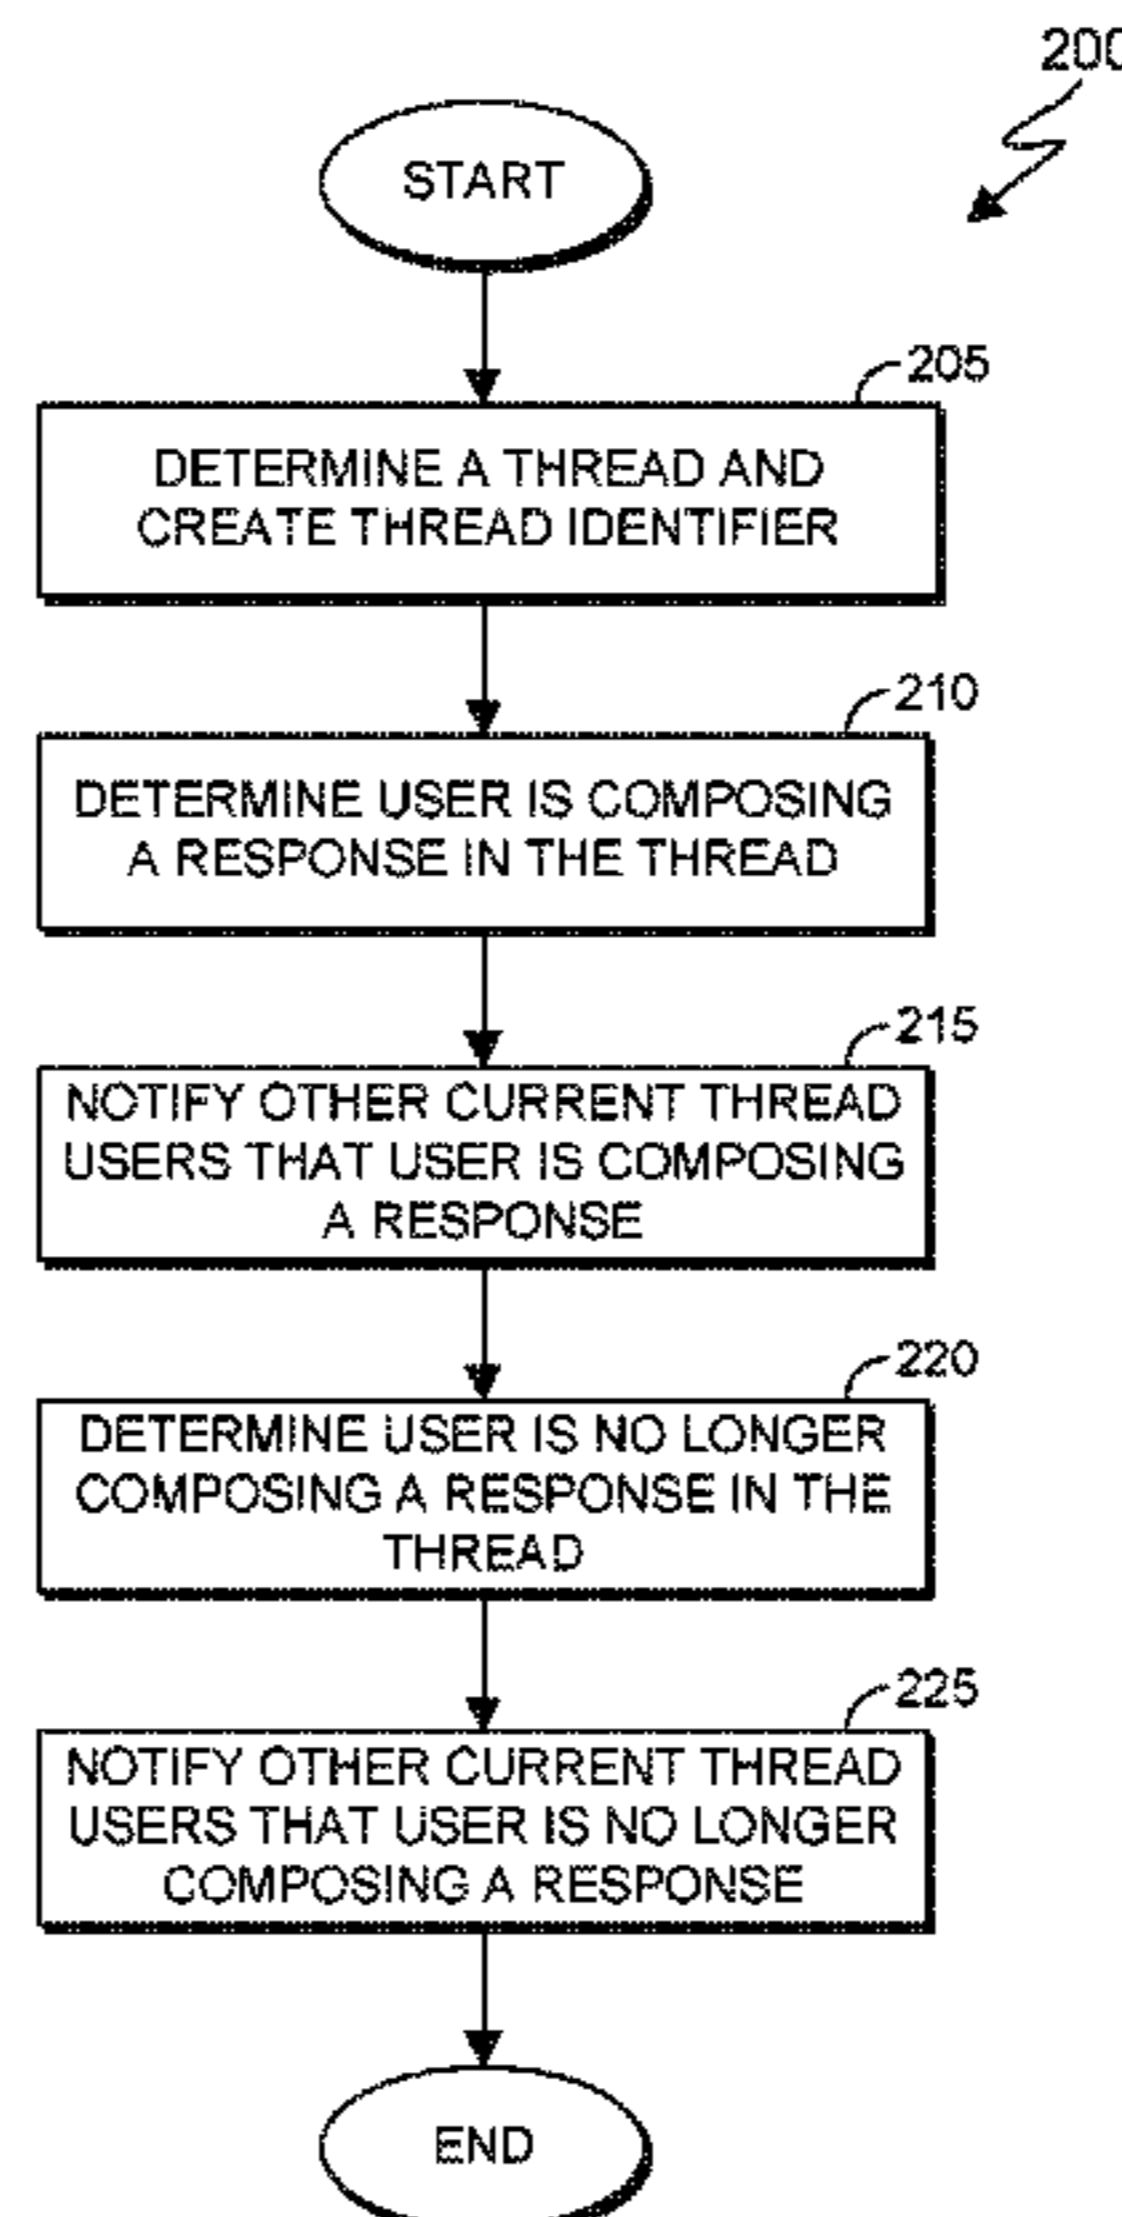 200
START
205
DETERMINE A THREAD AND
CREATE THREAD IDENTIFIER
210
DETERMINE USER IS COMPOSING
A RESPONSE IN THE THREAD
215
NOTIFY OTHER CURRENT THREAD
USERS THAT USER IS COMPOSING
A RESPONSE
220
DETERMINE USER IS NO LONGER
COMPOSING A RESPONSE IN THE
THREAD
225
NOTIFY OTHER CURRENT THREAD
USERS THAT USER IS NO LONGER
COMPOSING A RESPONSE
END